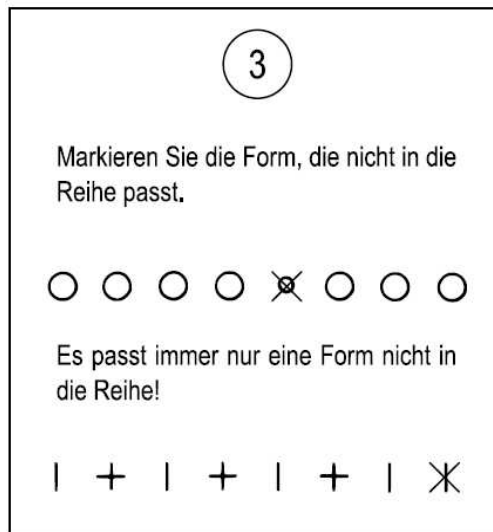 3
Markieren Sie die Form, die nicht in die
Reihe passt.
Es passt immer nur eine Form nicht in
die Reihe!